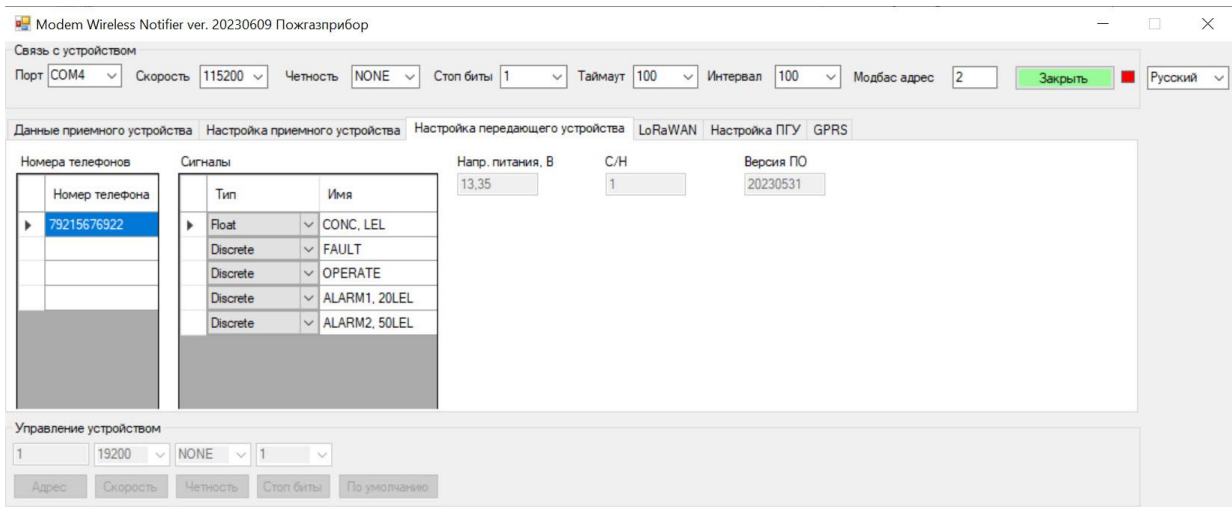 Modem Wireless Notifier ver. 20230609 Пожгазприбор
Связь с устройством
Порт COM4 Скорость 115200 Четность NONE Стоп биты 1 Таймаут 100 Интервал 100 Модбас адрес 2 Закрыть Русский
Данные приемного устройства Настройка приемного устройства Настройка передающего устройства LoRaWAN Настройка ПГУ GPRS
Номера телефонов Сигналы Напр. питания, В С/Н Версия ПО
13,35 1 20230531
Номер телефона Тип Имя
79215676922 Float CONC, LEL
Discrete FAULT
Discrete OPERATE
Discrete ALARM1, 20LEL
Discrete ALARM2, 50LEL
Управление устройством
1 19200 NONE 1
Адрес Скорость Четность Стоп биты По умолчанию